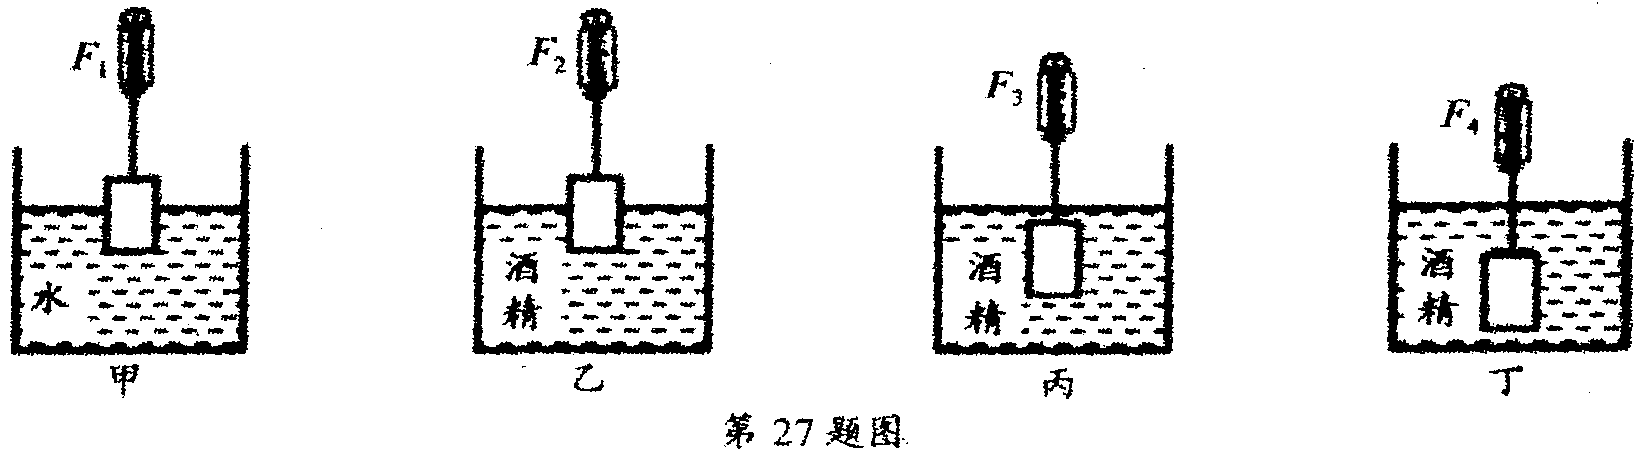 F₁ F₂ F₃ F₄
水 酒精 酒精 酒精
甲 乙 丙 丁
第 27 题图